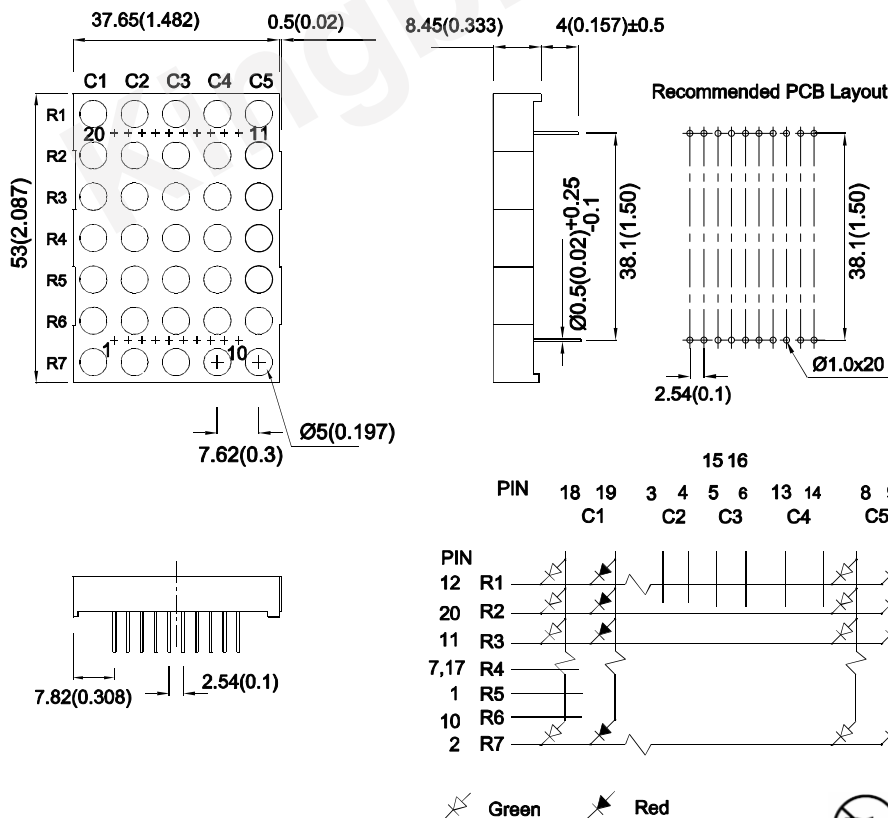 37.65(1.482)
0.5(0.02)
8.45(0.333)
4(0.157)±0.5
C1 C2 C3 C4 C5
Recommended PCB Layout
R1
20
11
R2
R3
R4
R5
R6
1
10
R7
53(2.087)
Ø0.5(0.02)+0.25
-0.1
38.1(1.50)
38.1(1.50)
Ø1.0x20
2.54(0.1)
Ø5(0.197)
7.62(0.3)
15 16
PIN 18 19 3 4 5 6 13 14 8
C1 C2 C3 C4 C5
PIN
12 R1
20 R2
11 R3
7,17 R4
1 R5
10 R6
2 R7
7.82(0.308)
2.54(0.1)
Green
Red